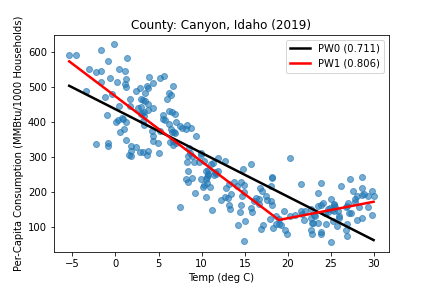 County: Canyon, Idaho (2019)
PW0 (0.711)
PW1 (0.806)
Per-Capita Consumption (MMBtu/1000 Households)
600
500
400
300
200
100
−5 0 5 10 15 20 25 30
Temp (deg C)